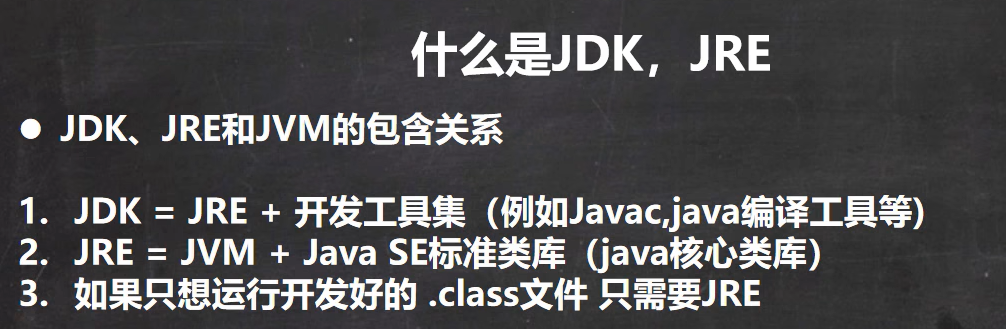 什么是JDK，JRE
● JDK、JRE和JVM的包含关系
1. JDK = JRE + 开发工具集（例如Javac,java编译工具等)
2. JRE = JVM + Java SE标准类库（java核心类库）
3. 如果只想运行开发好的 .class文件 只需要JRE